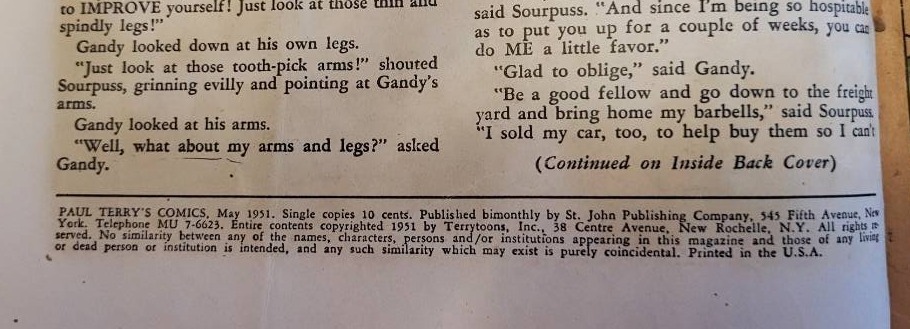 to IMPROVE yourself! Just look at those thin and
spindly legs!"
Gandy looked down at his own legs.
"Just look at those tooth-pick arms!" shouted
Sourpuss, grinning evilly and pointing at Gandy's
arms.
Gandy looked at his arms.
"Well, what about my arms and legs?" asked
Gandy.
said Sourpuss. "And since I'm being so hospitable
as to put you up for a couple of weeks, you can
do ME a little favor."
"Glad to oblige," said Gandy.
"Be a good fellow and go down to the freight
yard and bring home my barbells," said Sourpuss.
"I sold my car, too, to help buy them so I can't
(Continued on Inside Back Cover)
PAUL TERRY'S COMICS, May 1951. Single copies 10 cents. Published bimonthly by St. John Publishing Company, 545 Fifth Avenue, New
York. Telephone MU 7-6623. Entire contents copyrighted 1951 by Terrytoons, Inc., 38 Centre Avenue, New Rochelle, N.Y. All rights re-
served. No similarity between any of the names, characters, persons and/or institutions appearing in this magazine and those of any living
or dead person or institution is intended, and any such similarity which may exist is purely coincidental. Printed in the U.S.A.